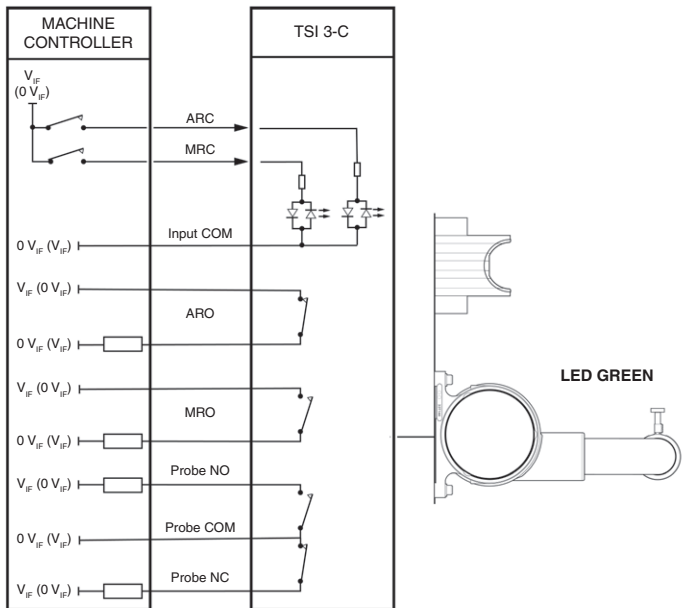 MACHINE
CONTROLLER
TSI 3-C
V_IF
(0 V_IF)
ARC
MRC
Input COM
0 V_IF (V_IF)
V_IF (0 V_IF)
ARO
0 V_IF (V_IF)
V_IF (0 V_IF)
MRO
0 V_IF (V_IF)
Probe NO
V_IF (0 V_IF)
Probe COM
0 V_IF (V_IF)
Probe NC
V_IF (0 V_IF)
LED GREEN